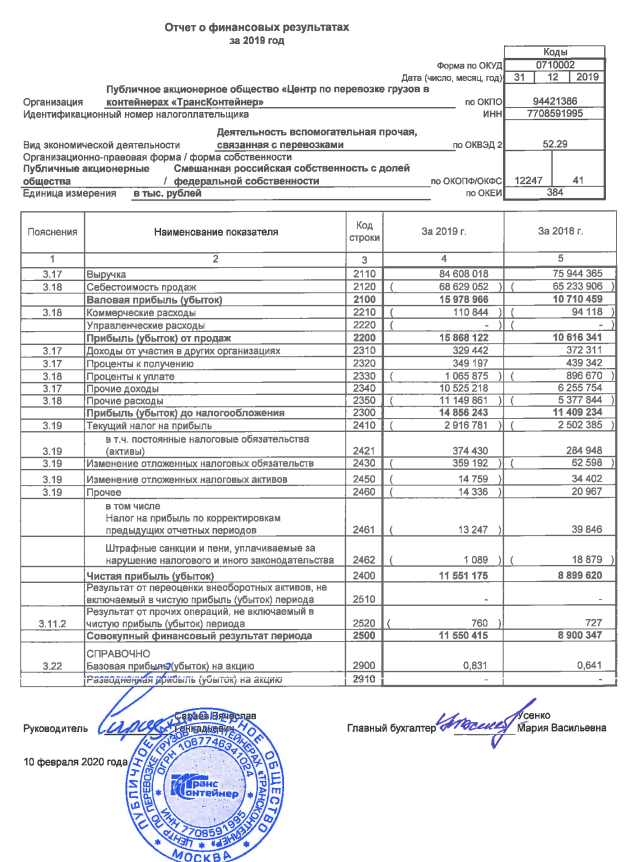 Отчет о финансовых результатах
за 2019 год
Коды
Форма по ОКУД 0710002
Дата (число, месяц, год) 31 12 2019
Публичное акционерное общество «Центр по перевозке грузов в
Организация контейнерах «ТрансКонтейнер» по ОКПО 94421386
Идентификационный номер налогоплательщика ИНН 7708591995
Деятельность вспомогательная прочая,
Вид экономической деятельности связанная с перевозками по ОКВЭД 2 52.29
Организационно-правовая форма / форма собственности
Публичные акционерные Смешанная российская собственность с долей
общества / федеральной собственности по ОКОПФ/ОКФС 12247 41
Единица измерения в тыс. рублей по ОКЕИ 384
Пояснения Наименование показателя Код строки За 2019 г. За 2018 г.
1 2 3 4 5
3.17 Выручка 2110 84 608 018 75 944 365
3.18 Себестоимость продаж 2120 ( 68 629 052 ) ( 65 233 906 )
Валовая прибыль (убыток) 2100 15 978 966 10 710 459
3.18 Коммерческие расходы 2210 ( 110 844 ) ( 94 118 )
Управленческие расходы 2220 ( - ) ( - )
Прибыль (убыток) от продаж 2200 15 868 122 10 616 341
3.17 Доходы от участия в других организациях 2310 329 442 372 311
3.17 Проценты к получению 2320 349 197 439 342
3.18 Проценты к уплате 2330 ( 1 065 875 ) ( 896 670 )
3.17 Прочие доходы 2340 10 525 218 6 255 754
3.18 Прочие расходы 2350 ( 11 149 861 ) ( 5 377 844 )
Прибыль (убыток) до налогообложения 2300 14 856 243 11 409 234
3.19 Текущий налог на прибыль 2410 ( 2 916 781 ) ( 2 502 385 )
в т.ч. постоянные налоговые обязательства
3.19 (активы) 2421 374 430 284 948
3.19 Изменение отложенных налоговых обязательств 2430 ( 359 192 ) ( 62 598 )
3.19 Изменение отложенных налоговых активов 2450 ( 14 759 ) 34 402
3.19 Прочее 2460 ( 14 336 ) 20 967
в том числе
Налог на прибыль по корректировкам
предыдущих отчетных периодов 2461 ( 13 247 ) 39 846
Штрафные санкции и пени, уплачиваемые за
нарушение налогового и иного законодательства 2462 ( 1 089 ) ( 18 879 )
Чистая прибыль (убыток) 2400 11 551 175 8 899 620
Результат от переоценки внеоборотных активов, не
включаемый в чистую прибыль (убыток) периода 2510 - -
Результат от прочих операций, не включаемый в
3.11.2 чистую прибыль (убыток) периода 2520 ( 760 ) 727
Совокупный финансовый результат периода 2500 11 550 415 8 900 347
СПРАВОЧНО
3.22 Базовая прибыль (убыток) на акцию 2900 0,831 0,641
Разводненная прибыль (убыток) на акцию 2910 - -
Руководитель Сараев Вячеслав
Геннадьевич
Главный бухгалтер Усенко
Мария Васильевна
10 февраля 2020 года
ПУБЛИЧНОЕ АКЦИОНЕРНОЕ ОБЩЕСТВО
МОСКВА
«ЦЕНТР ПО ПЕРЕВОЗКЕ ГРУЗОВ В КОНТЕЙНЕРАХ «ТРАНСКОНТЕЙНЕР»
ОГРН 1067746341024
ИНН 7708591995
Транс
Контейнер